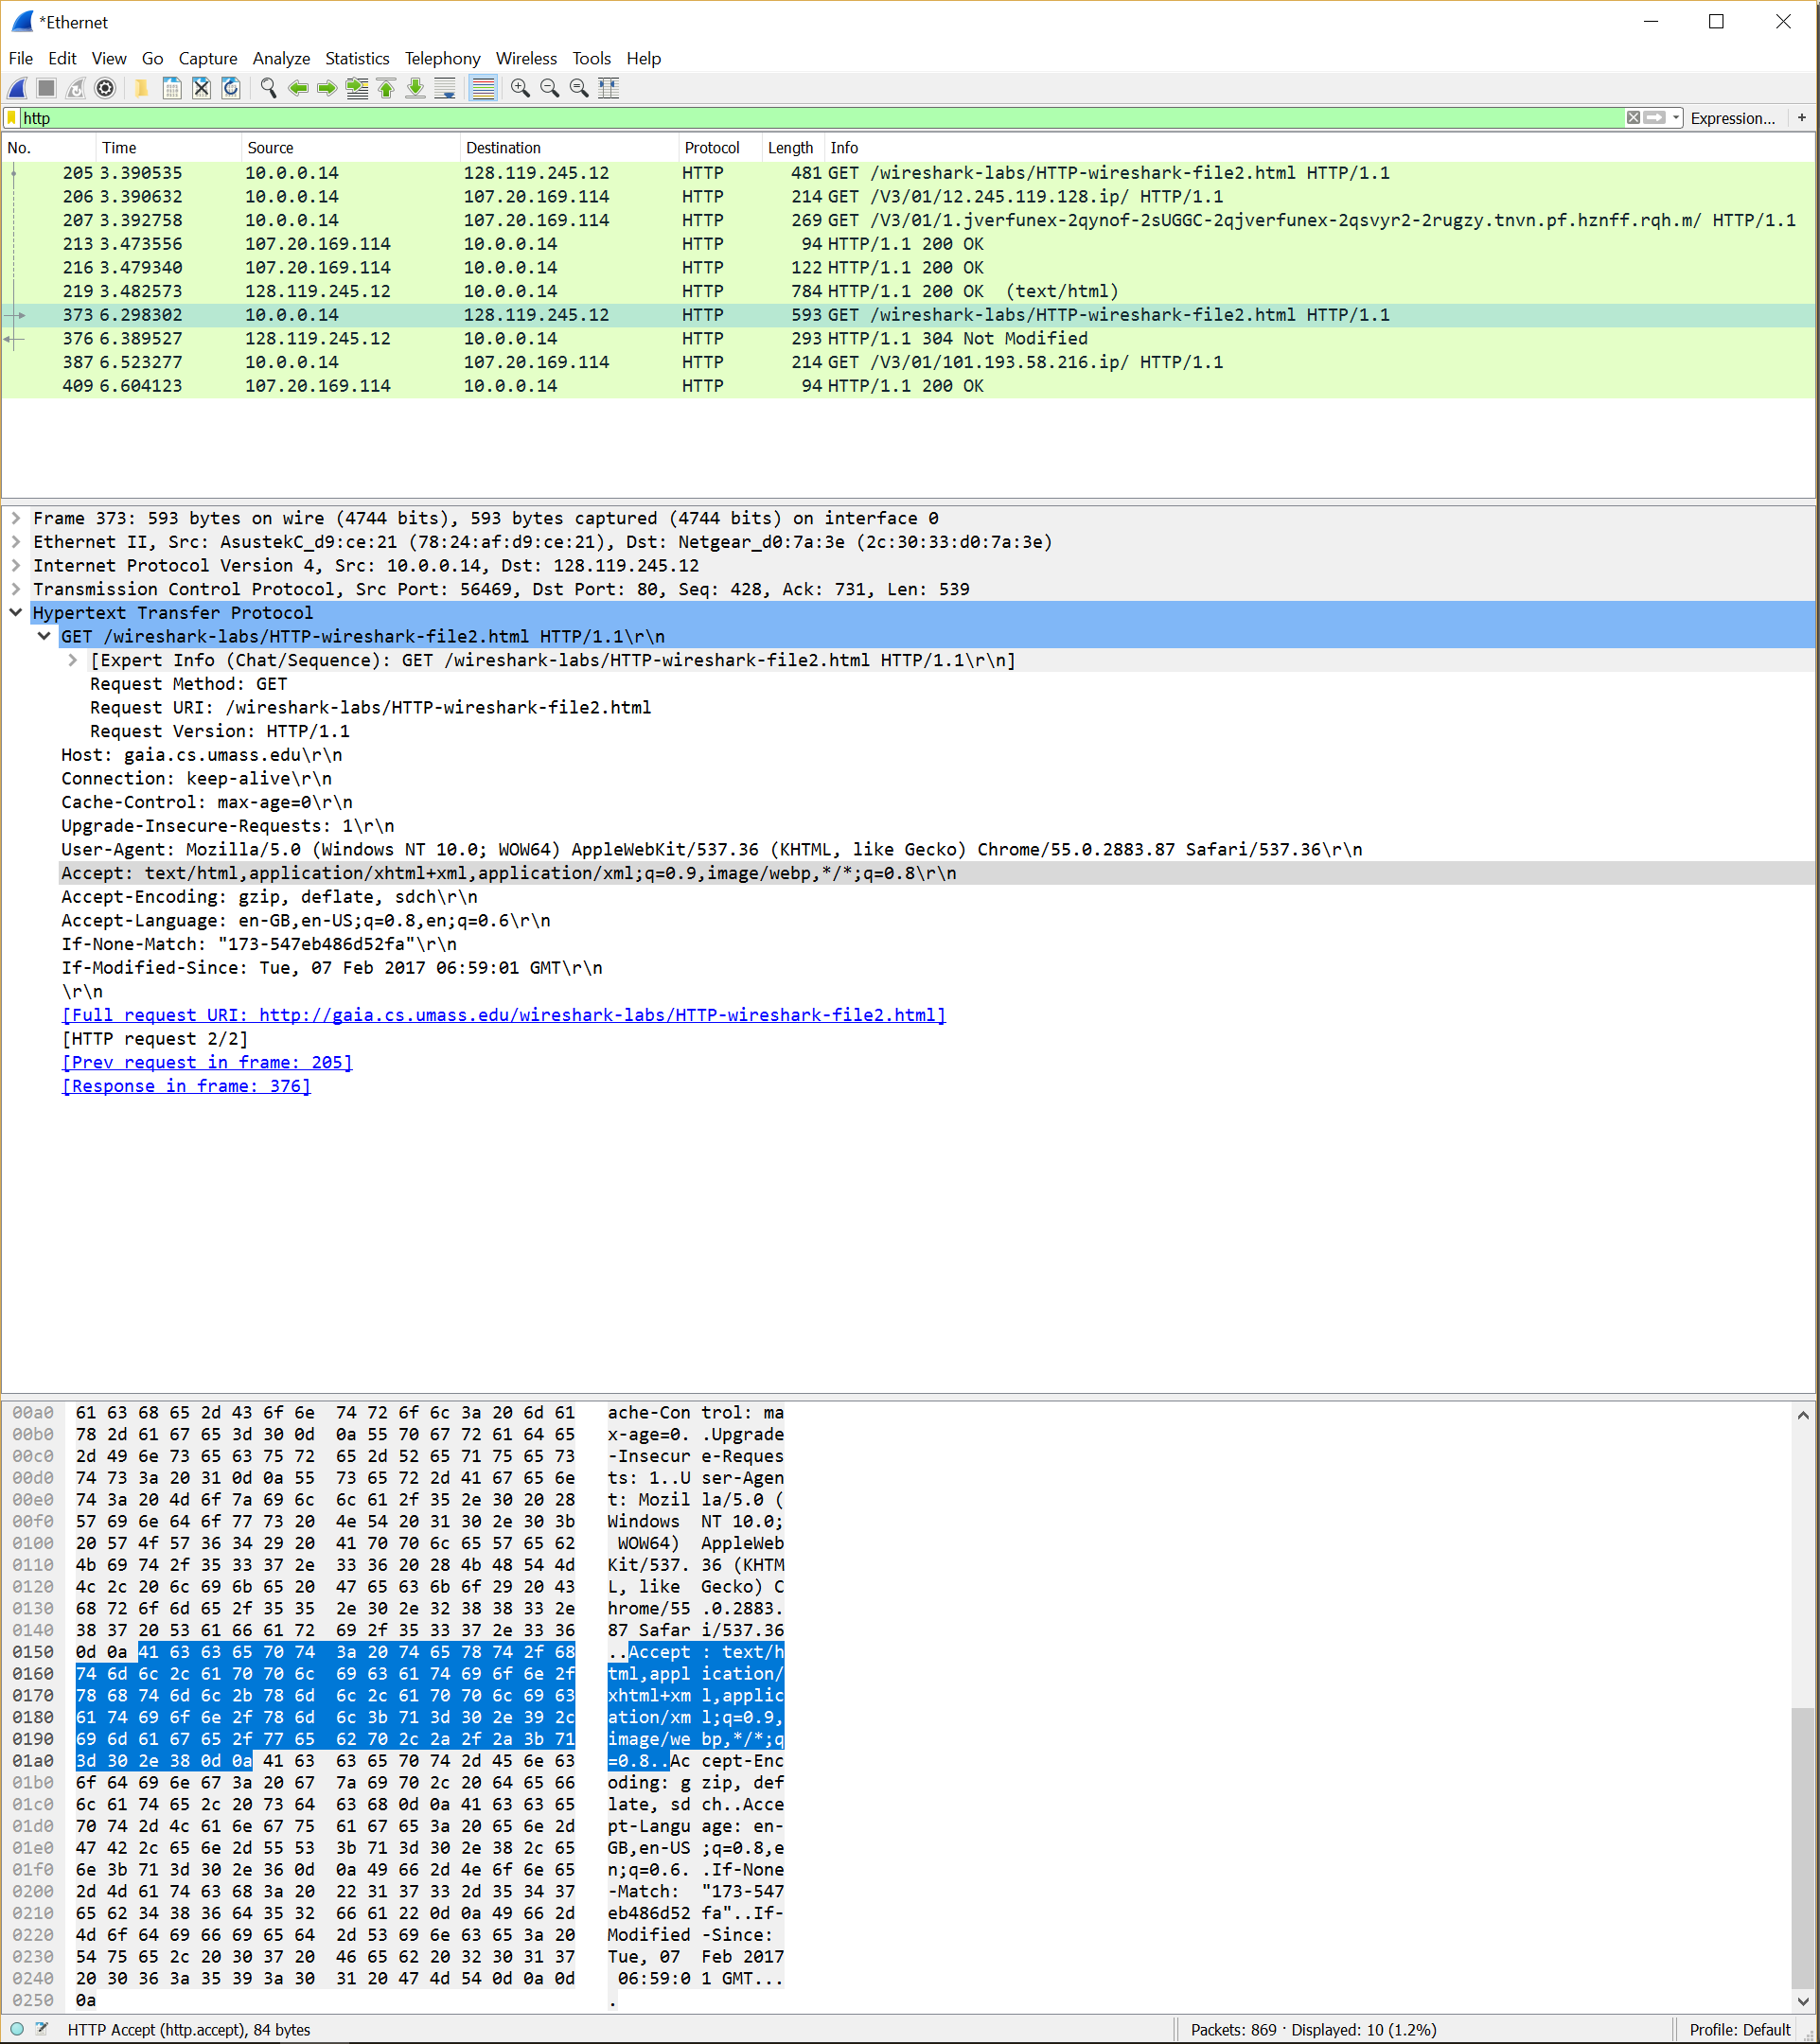 *Ethernet
File Edit View Go Capture Analyze Statistics Telephony Wireless Tools Help
http Expression... +
No. Time Source Destination Protocol Length Info
205 3.390535 10.0.0.14 128.119.245.12 HTTP 481 GET /wireshark-labs/HTTP-wireshark-file2.html HTTP/1.1
206 3.390632 10.0.0.14 107.20.169.114 HTTP 214 GET /V3/01/12.245.119.128.ip/ HTTP/1.1
207 3.392758 10.0.0.14 107.20.169.114 HTTP 269 GET /V3/01/1.jverfunex-2qynof-2sUGGC-2qjverfunex-2qsvyr2-2rugzy.tnvn.pf.hznff.rqh.m/ HTTP/1.1
213 3.473556 107.20.169.114 10.0.0.14 HTTP 94 HTTP/1.1 200 OK
216 3.479340 107.20.169.114 10.0.0.14 HTTP 122 HTTP/1.1 200 OK
219 3.482573 128.119.245.12 10.0.0.14 HTTP 784 HTTP/1.1 200 OK (text/html)
373 6.298302 10.0.0.14 128.119.245.12 HTTP 593 GET /wireshark-labs/HTTP-wireshark-file2.html HTTP/1.1
376 6.389527 128.119.245.12 10.0.0.14 HTTP 293 HTTP/1.1 304 Not Modified
387 6.523277 10.0.0.14 107.20.169.114 HTTP 214 GET /V3/01/101.193.58.216.ip/ HTTP/1.1
409 6.604123 107.20.169.114 10.0.0.14 HTTP 94 HTTP/1.1 200 OK
Frame 373: 593 bytes on wire (4744 bits), 593 bytes captured (4744 bits) on interface 0
Ethernet II, Src: AsustekC_d9:ce:21 (78:24:af:d9:ce:21), Dst: Netgear_d0:7a:3e (2c:30:33:d0:7a:3e)
Internet Protocol Version 4, Src: 10.0.0.14, Dst: 128.119.245.12
Transmission Control Protocol, Src Port: 56469, Dst Port: 80, Seq: 428, Ack: 731, Len: 539
Hypertext Transfer Protocol
GET /wireshark-labs/HTTP-wireshark-file2.html HTTP/1.1\r\n
[Expert Info (Chat/Sequence): GET /wireshark-labs/HTTP-wireshark-file2.html HTTP/1.1\r\n]
Request Method: GET
Request URI: /wireshark-labs/HTTP-wireshark-file2.html
Request Version: HTTP/1.1
Host: gaia.cs.umass.edu\r\n
Connection: keep-alive\r\n
Cache-Control: max-age=0\r\n
Upgrade-Insecure-Requests: 1\r\n
User-Agent: Mozilla/5.0 (Windows NT 10.0; WOW64) AppleWebKit/537.36 (KHTML, like Gecko) Chrome/55.0.2883.87 Safari/537.36\r\n
Accept: text/html,application/xhtml+xml,application/xml;q=0.9,image/webp,*/*;q=0.8\r\n
Accept-Encoding: gzip, deflate, sdch\r\n
Accept-Language: en-GB,en-US;q=0.8,en;q=0.6\r\n
If-None-Match: "173-547eb486d52fa"\r\n
If-Modified-Since: Tue, 07 Feb 2017 06:59:01 GMT\r\n
\r\n
[Full request URI: http://gaia.cs.umass.edu/wireshark-labs/HTTP-wireshark-file2.html]
[HTTP request 2/2]
[Prev request in frame: 205]
[Response in frame: 376]
00a0 61 63 68 65 2d 43 6f 6e 74 72 6f 6c 3a 20 6d 61 ache-Con trol: ma
00b0 78 2d 61 67 65 3d 30 0d 0a 55 70 67 72 61 64 65 x-age=0. .Upgrade
00c0 2d 49 6e 73 65 63 75 72 65 2d 52 65 71 75 65 73 -Insecur e-Reques
00d0 74 73 3a 20 31 0d 0a 55 73 65 72 2d 41 67 65 6e ts: 1..U ser-Agen
00e0 74 3a 20 4d 6f 7a 69 6c 6c 61 2f 35 2e 30 20 28 t: Mozil la/5.0 (
00f0 57 69 6e 64 6f 77 73 20 4e 54 20 31 30 2e 30 3b Windows NT 10.0;
0100 20 57 4f 57 36 34 29 20 41 70 70 6c 65 57 65 62 WOW64) AppleWeb
0110 4b 69 74 2f 35 33 37 2e 33 36 20 28 4b 48 54 4d Kit/537. 36 (KHTM
0120 4c 2c 20 6c 69 6b 65 20 47 65 63 6b 6f 29 20 43 L, like Gecko) C
0130 68 72 6f 6d 65 2f 35 35 2e 30 2e 32 38 38 33 2e hrome/55 .0.2883.
0140 38 37 20 53 61 66 61 72 69 2f 35 33 37 2e 33 36 87 Safar i/537.36
0150 0d 0a 41 63 63 65 70 74 3a 20 74 65 78 74 2f 68 ..Accept : text/h
0160 74 6d 6c 2c 61 70 70 6c 69 63 61 74 69 6f 6e 2f tml,appl ication/
0170 78 68 74 6d 6c 2b 78 6d 6c 2c 61 70 70 6c 69 63 xhtml+xm l,applic
0180 61 74 69 6f 6e 2f 78 6d 6c 3b 71 3d 30 2e 39 2c ation/xm l;q=0.9,
0190 69 6d 61 67 65 2f 77 65 62 70 2c 2a 2f 2a 3b 71 image/we bp,*/*;q
01a0 3d 30 2e 38 0d 0a 41 63 63 65 70 74 2d 45 6e 63 =0.8..Ac cept-Enc
01b0 6f 64 69 6e 67 3a 20 67 7a 69 70 2c 20 64 65 66 oding: g zip, def
01c0 6c 61 74 65 2c 20 73 64 63 68 0d 0a 41 63 63 65 late, sd ch..Acce
01d0 70 74 2d 4c 61 6e 67 75 61 67 65 3a 20 65 6e 2d pt-Langu age: en-
01e0 47 42 2c 65 6e 2d 55 53 3b 71 3d 30 2e 38 2c 65 GB,en-US ;q=0.8,e
01f0 6e 3b 71 3d 30 2e 36 0d 0a 49 66 2d 4e 6f 6e 65 n;q=0.6. .If-None
0200 2d 4d 61 74 63 68 3a 20 22 31 37 33 2d 35 34 37 -Match: "173-547
0210 65 62 34 38 36 64 35 32 66 61 22 0d 0a 49 66 2d eb486d52 fa"..If-
0220 4d 6f 64 69 66 69 65 64 2d 53 69 6e 63 65 3a 20 Modified -Since:
0230 54 75 65 2c 20 30 37 20 46 65 62 20 32 30 31 37 Tue, 07 Feb 2017
0240 20 30 36 3a 35 39 3a 30 31 20 47 4d 54 0d 0a 0d 06:59:0 1 GMT...
0250 0a .
HTTP Accept (http.accept), 84 bytes Packets: 869 · Displayed: 10 (1.2%) Profile: Default